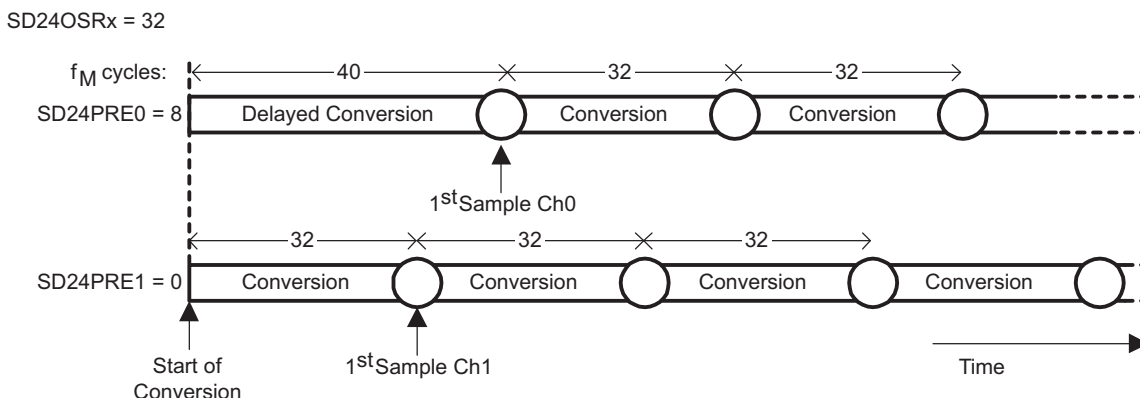 SD24OSRx = 32
fM cycles: 40 32 32
SD24PRE0 = 8 Delayed Conversion Conversion Conversion
1st Sample Ch0
32 32 32
SD24PRE1 = 0 Conversion Conversion Conversion Conversion
Start of
Conversion
1st Sample Ch1
Time